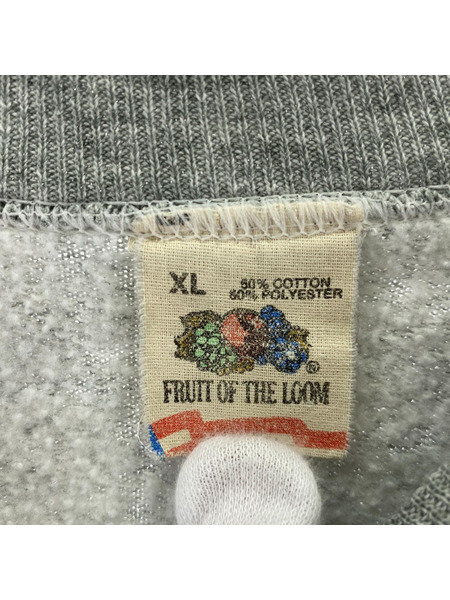 XL
50% COTTON
50% POLYESTER
®
FRUIT OF THE LOOM